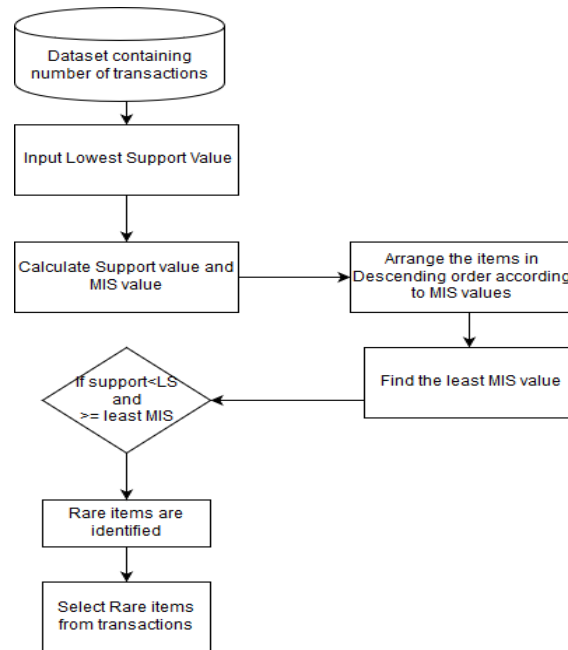 Dataset containing
number of transactions
Input Lowest Support Value
Calculate Support value and
MIS value
Arrange the items in
Descending order according
to MIS values
Find the least MIS value
If support<LS
and
>= least MIS
Rare items are
identified
Select Rare items
from transactions